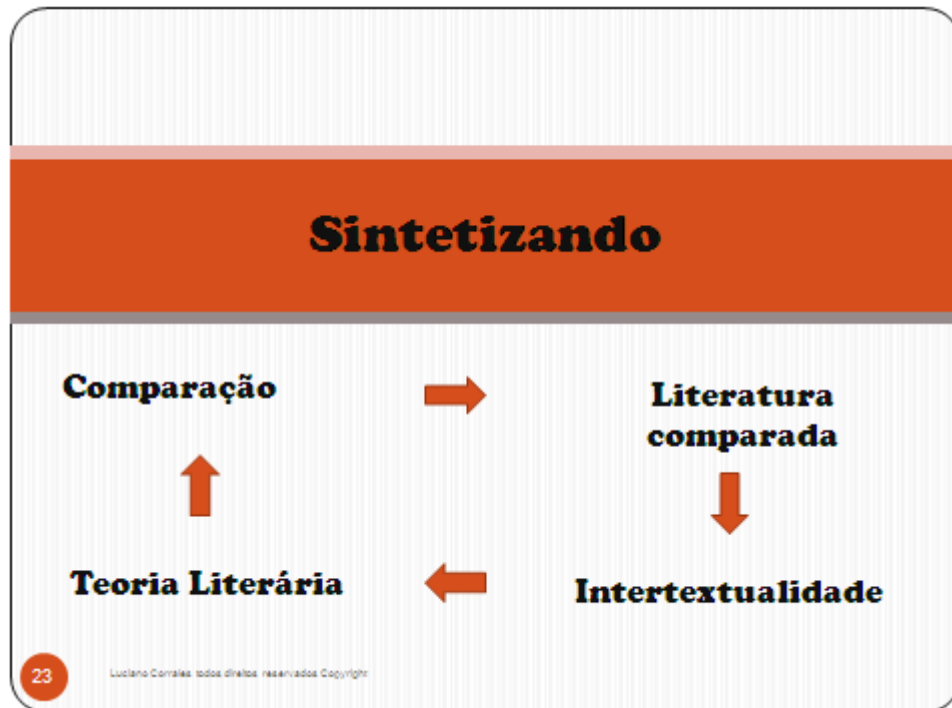 Sintetizando
Comparação
Literatura
comparada
Teoria Literária
Intertextualidade
23
Luciano Corrales todos direitos reservados Copyright